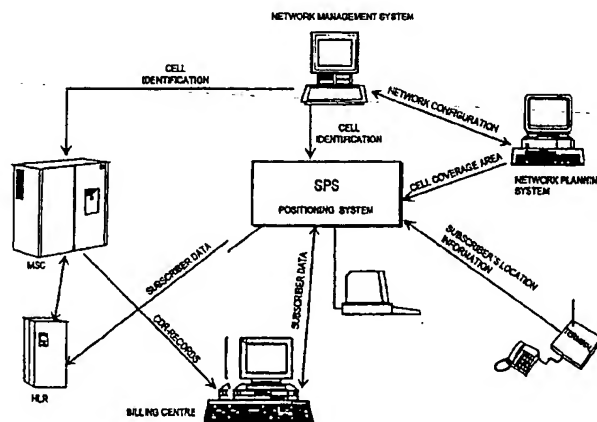 NETWORK MANAGEMENT SYSTEM
CELL
IDENTIFICATION
NETWORK CONFIGURATION
CELL
IDENTIFICATION
SPS
POSITIONING SYSTEM
CELL COVERAGE AREA
NETWORK PLANNING
SYSTEM
SUBSCRIBER'S LOCATION
INFORMATION
MSC
SUBSCRIBER DATA
SUBSCRIBER DATA
CDR-RECORDS
HLR
BILLING CENTRE